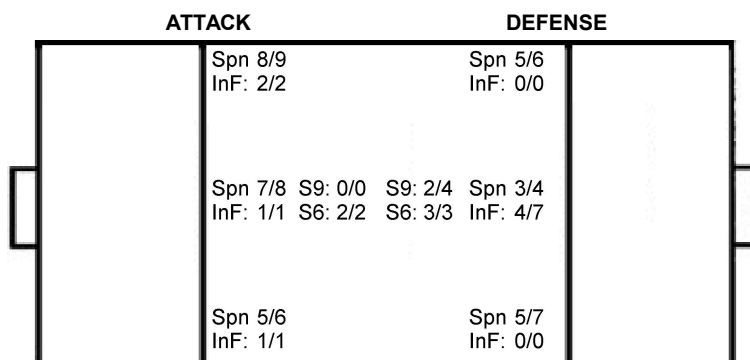 ATTACK DEFENSE
Spn 8/9 Spn 5/6
InF: 2/2 InF: 0/0
Spn 7/8 S9: 0/0 S9: 2/4 Spn 3/4
InF: 1/1 S6: 2/2 S6: 3/3 InF: 4/7
Spn 5/6 Spn 5/7
InF: 1/1 InF: 0/0